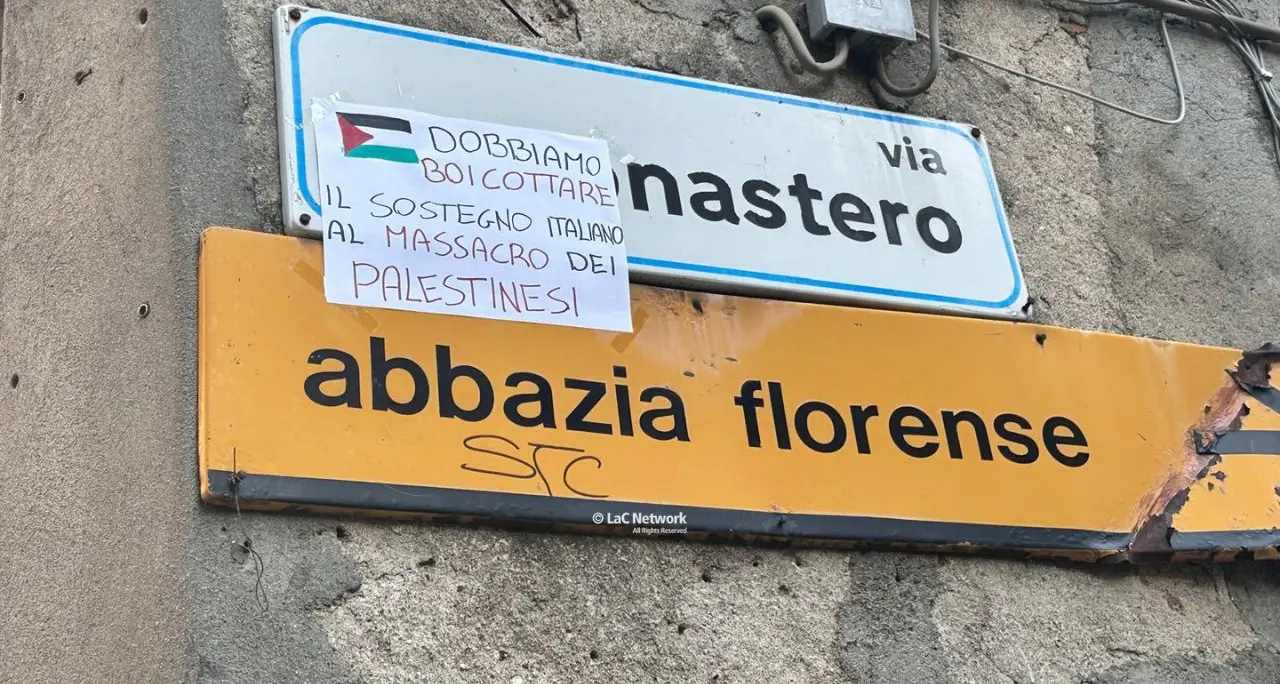 via
nastero
DOBBIAMO
BOICOTTARE
IL SOSTEGNO ITALIANO
AL MASSACRO DEI
PALESTINESI
abbazia florense
STC
© LaC Network
All Rights Reserved